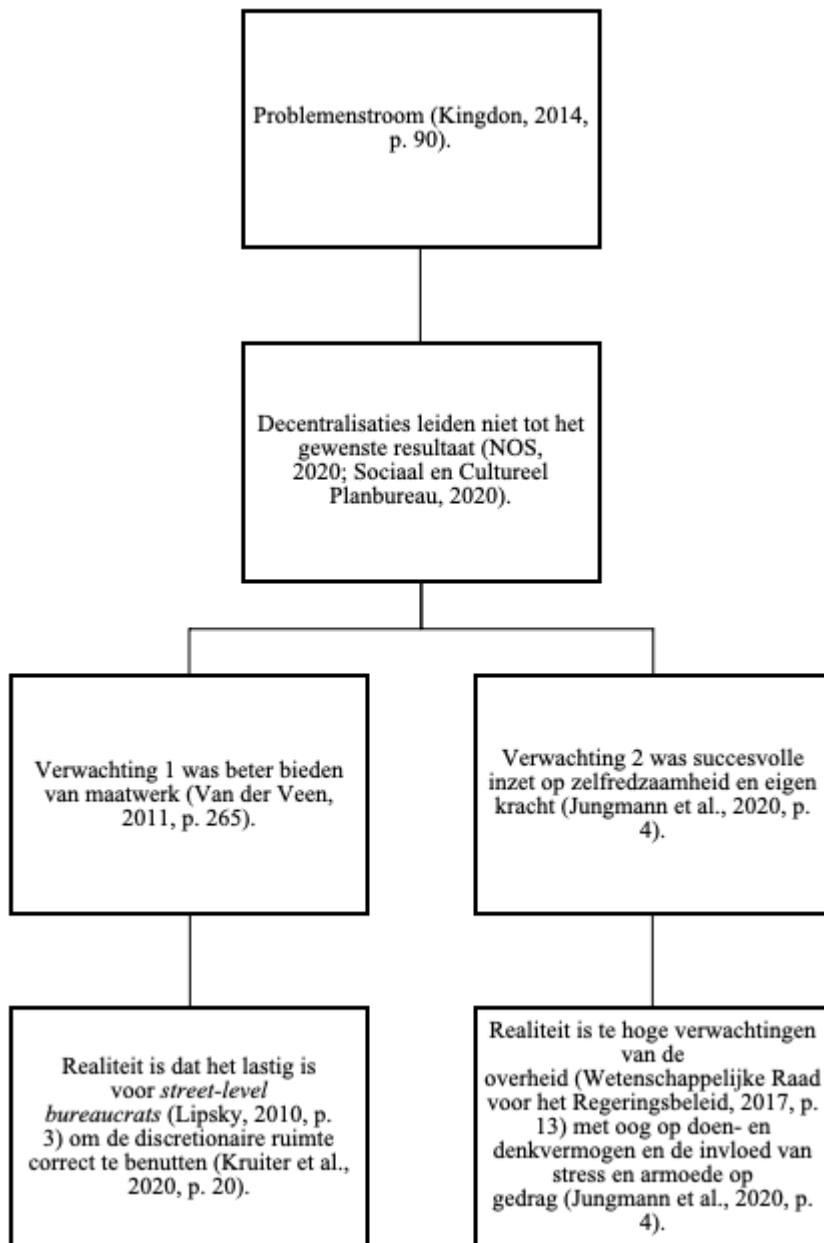 Problemenstroom (Kingdon, 2014,
p. 90).
Decentralisaties leiden niet tot het
gewenste resultaat (NOS,
2020; Sociaal en Cultureel
Planbureau, 2020).
Verwachting 1 was beter bieden
van maatwerk (Van der Veen,
2011, p. 265).
Verwachting 2 was succesvolle
inzet op zelfredzaamheid en eigen
kracht (Jungmann et al., 2020, p.
4).
Realiteit is dat het lastig is
voor street-level
bureaucrats (Lipsky, 2010, p.
3) om de discretionaire ruimte
correct te benutten (Kruiter et al.,
2020, p. 20).
Realiteit is te hoge verwachtingen
van de
overheid (Wetenschappelijke Raad
voor het Regeringsbeleid, 2017, p.
13) met oog op doen- en
denkvermogen en de invloed van
stress en armoede op
gedrag (Jungmann et al., 2020, p.
4).